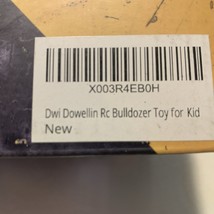 X003R4EB0H
Dwi Dowellin Rc Bulldozer Toy for Kid
New